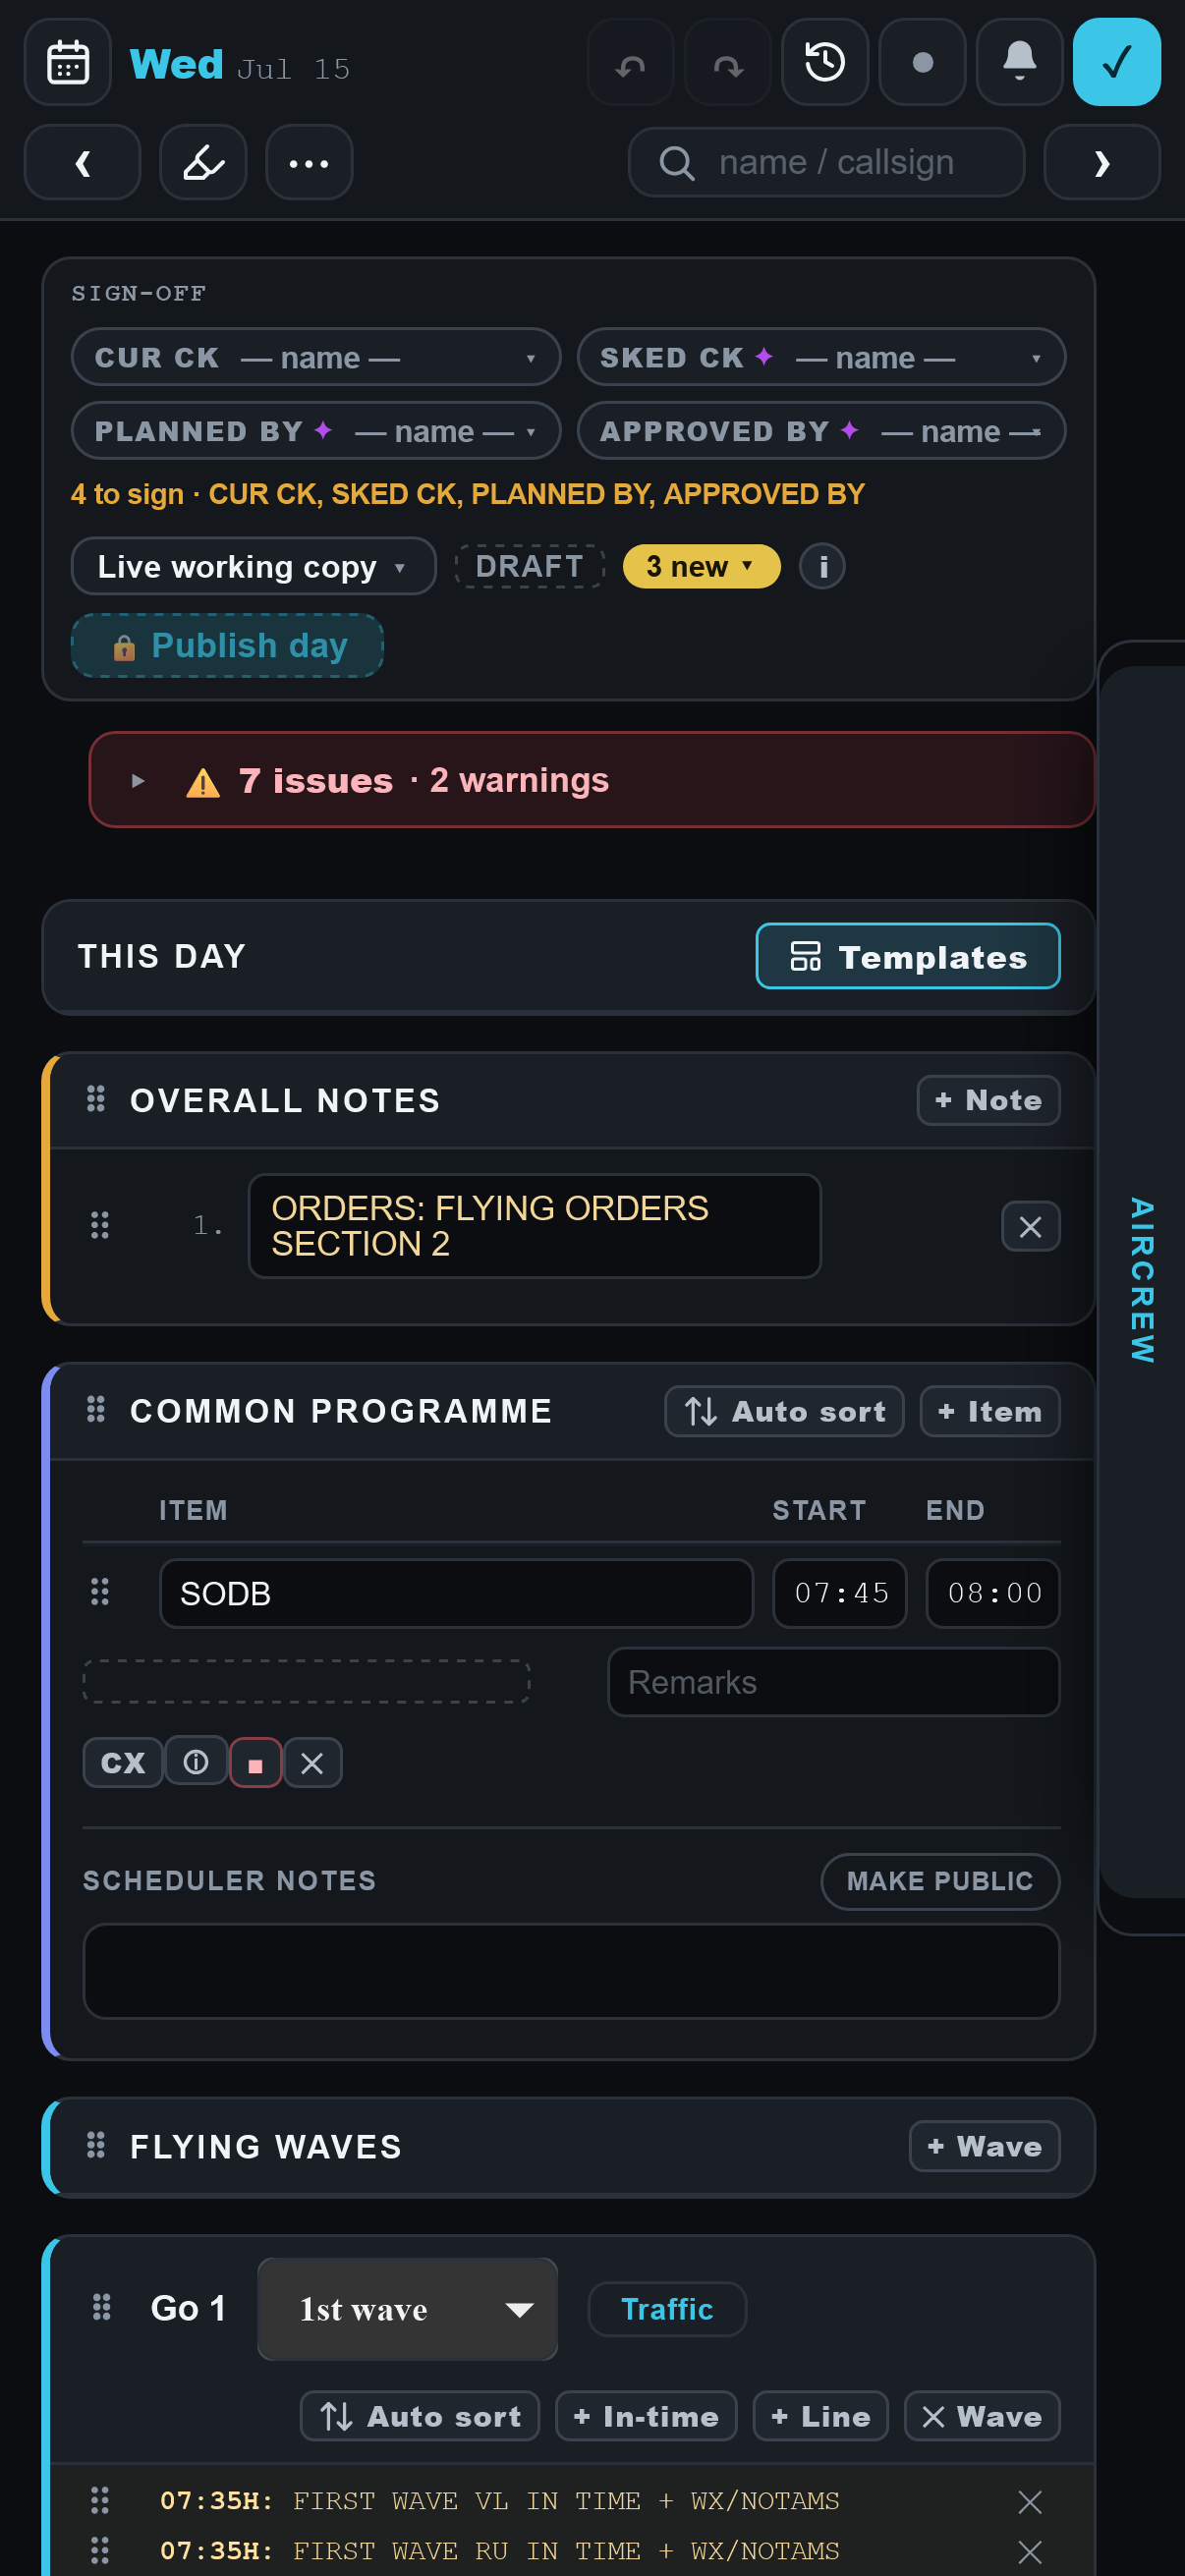 Wed Jul 15
name / callsign
SIGN-OFF
CUR CK — name —
SKED CK — name —
PLANNED BY — name —
APPROVED BY — name —
4 to sign · CUR CK, SKED CK, PLANNED BY, APPROVED BY
Live working copy DRAFT 3 new i
Publish day
7 issues · 2 warnings
THIS DAY Templates
OVERALL NOTES + Note
1. ORDERS: FLYING ORDERS
SECTION 2
AIRCREW
COMMON PROGRAMME Auto sort + Item
ITEM START END
SODB 07:45 08:00
Remarks
CX
SCHEDULER NOTES MAKE PUBLIC
FLYING WAVES + Wave
Go 1 1st wave Traffic
Auto sort + In-time + Line × Wave
07:35H: FIRST WAVE VL IN TIME + WX/NOTAMS
07:35H: FIRST WAVE RU IN TIME + WX/NOTAMS